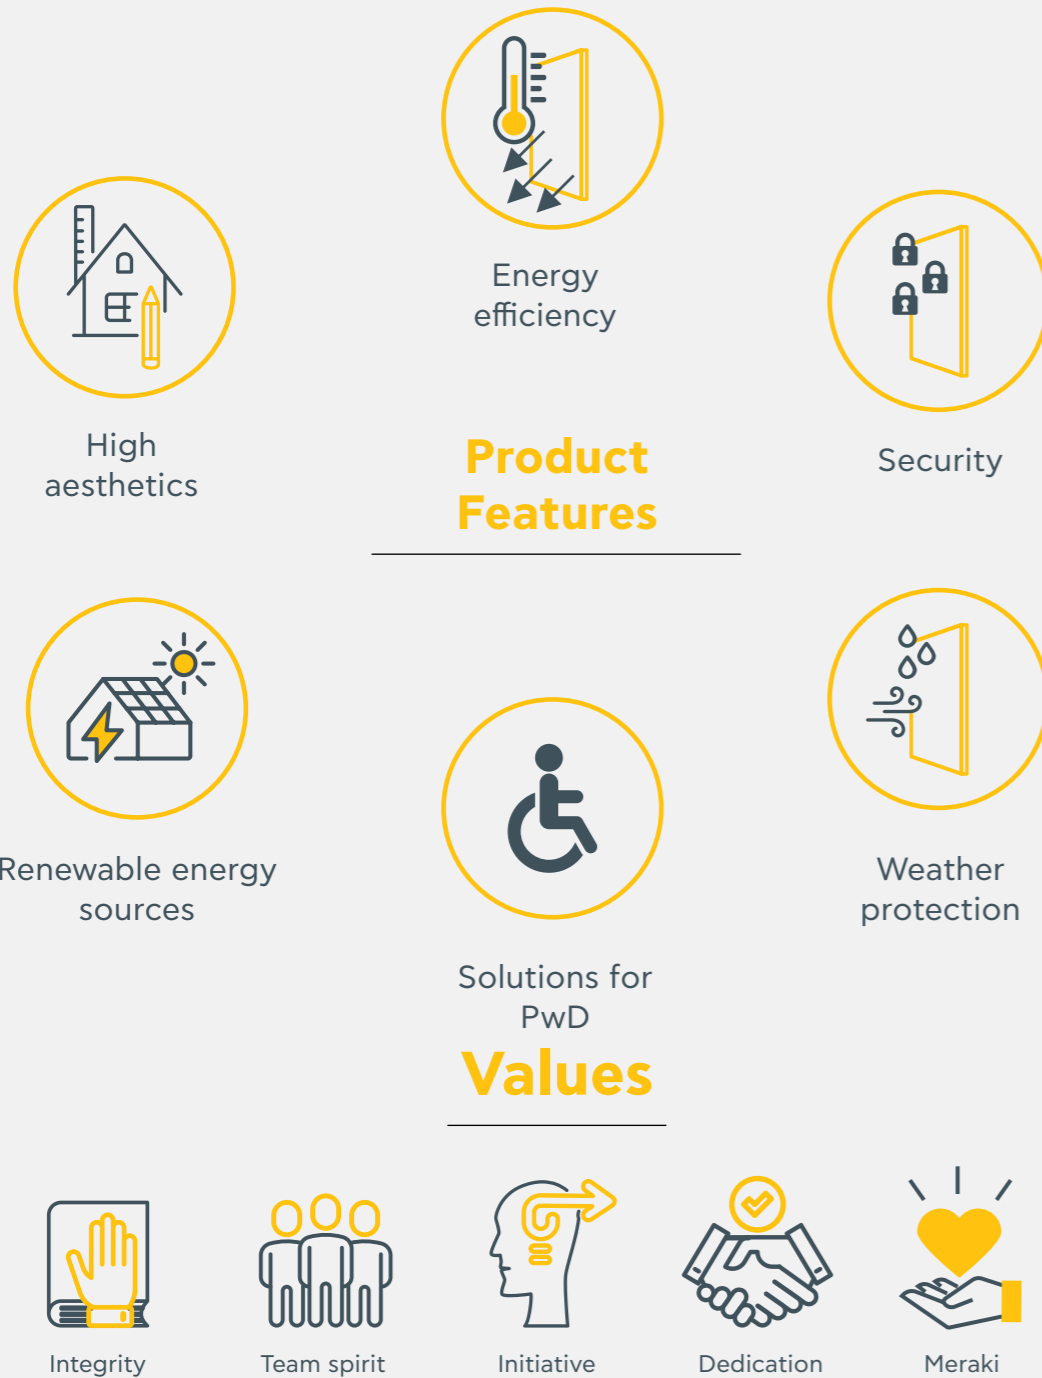 Energy
efficiency
High
aesthetics
Product
Features
Security
Renewable energy
sources
Weather
protection
Solutions for
PwD
Values
Integrity
Team spirit
Initiative
Dedication
Meraki